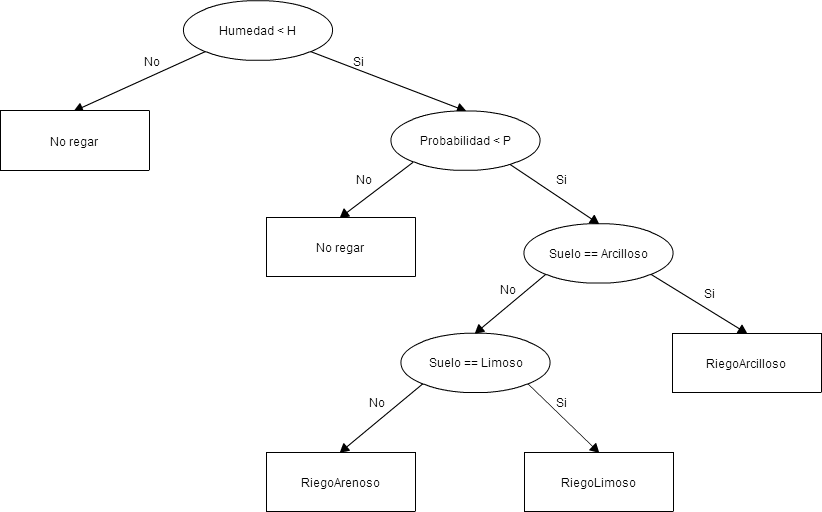 Humedad < H
No
Si
No regar
Probabilidad < P
No
Si
No regar
Suelo == Arcilloso
No
Si
Suelo == Limoso
RiegoArcilloso
No
Si
RiegoArenoso
RiegoLimoso